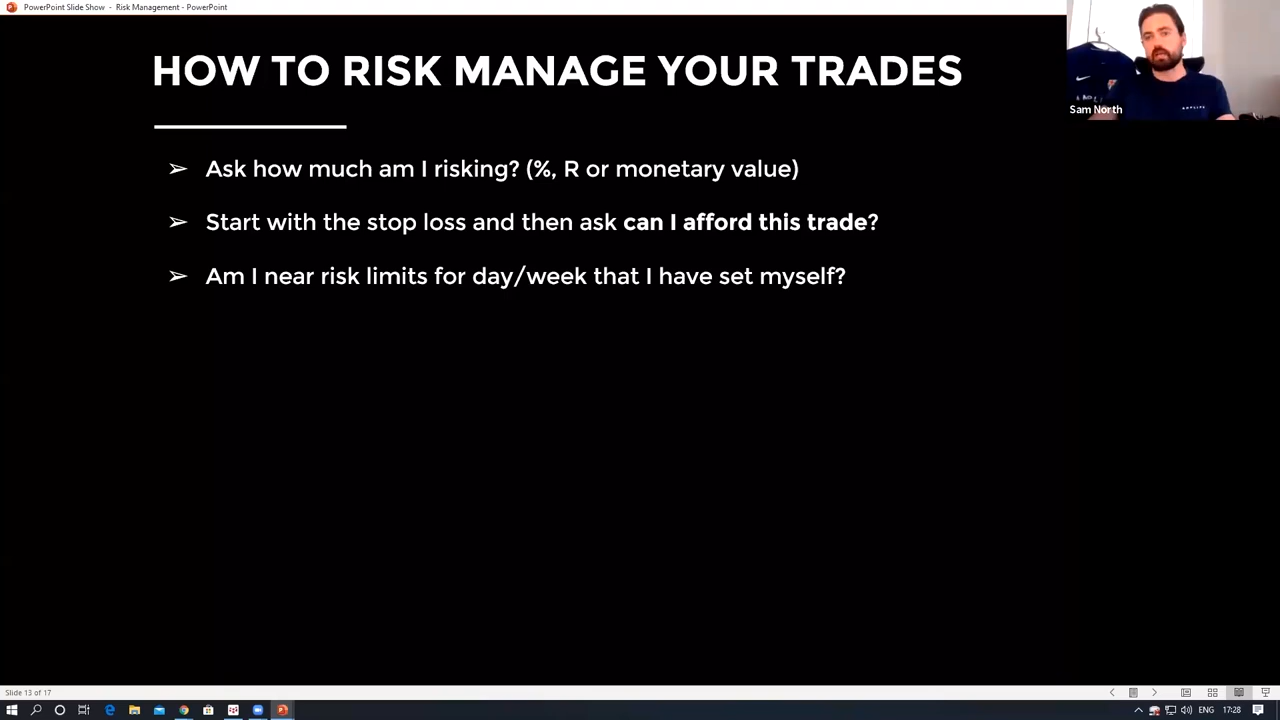 PowerPoint Slide Show - Risk Management - PowerPoint
HOW TO RISK MANAGE YOUR TRADES
Sam North
➢ Ask how much am I risking? (%, R or monetary value)
➢ Start with the stop loss and then ask can I afford this trade?
➢ Am I near risk limits for day/week that I have set myself?
Slide 13 of 17
ENG 17:28